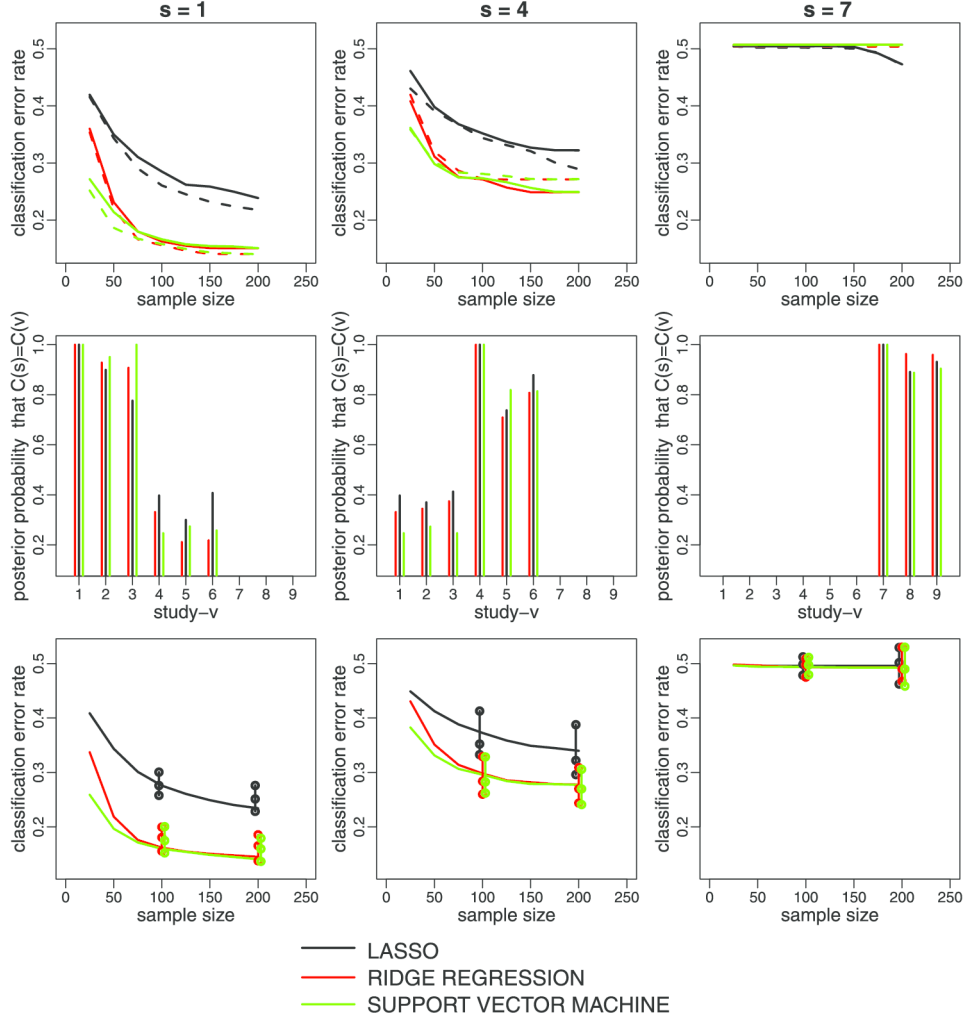 s = 1
s = 4
s = 7
classification error rate
0.2 0.3 0.4 0.5
0 50 100 150 200 250
sample size
classification error rate
0.2 0.3 0.4 0.5
0 50 100 150 200 250
sample size
classification error rate
0.2 0.3 0.4 0.5
0 50 100 150 200 250
sample size
posterior probability that C(s)=C(v)
0.2 0.4 0.6 0.8 1.0
1 2 3 4 5 6 7 8 9
study−v
posterior probability that C(s)=C(v)
0.2 0.4 0.6 0.8 1.0
1 2 3 4 5 6 7 8 9
study−v
posterior probability that C(s)=C(v)
0.2 0.4 0.6 0.8 1.0
1 2 3 4 5 6 7 8 9
study−v
classification error rate
0.2 0.3 0.4 0.5
0 50 100 150 200 250
sample size
classification error rate
0.2 0.3 0.4 0.5
0 50 100 150 200 250
sample size
classification error rate
0.2 0.3 0.4 0.5
0 50 100 150 200 250
sample size
LASSO
RIDGE REGRESSION
SUPPORT VECTOR MACHINE